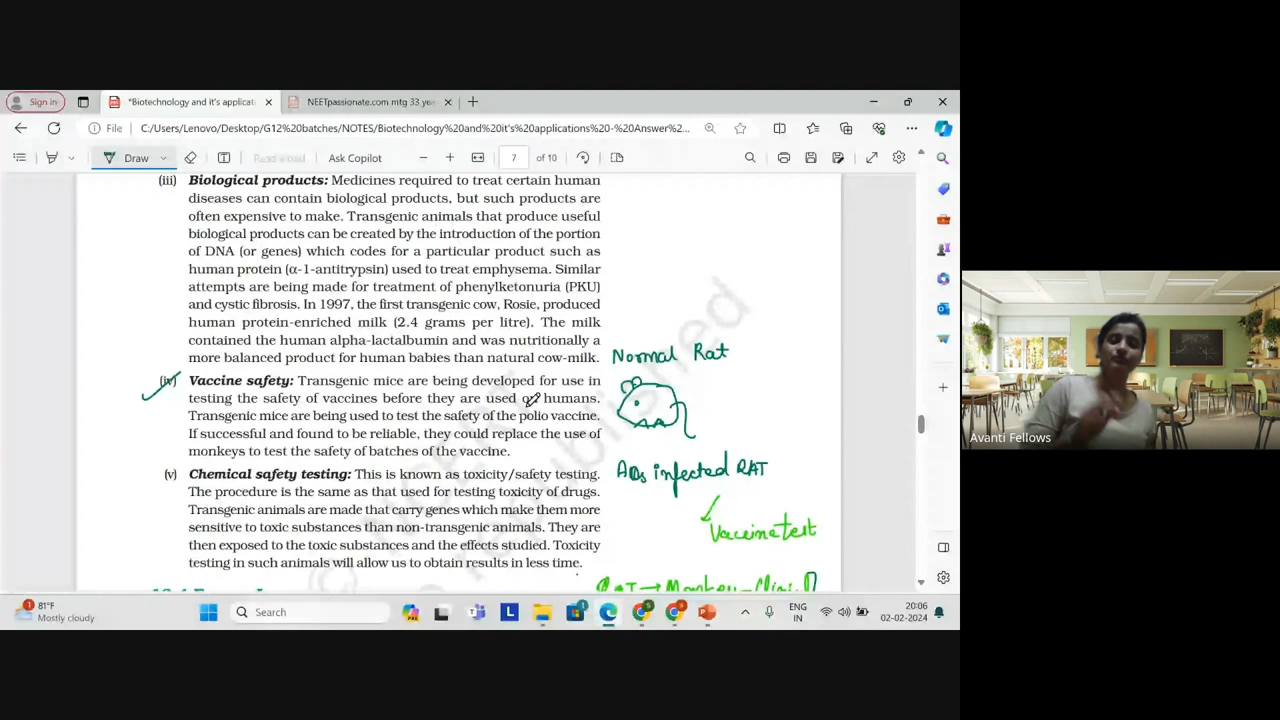 Sign in
*Biotechnology and it's applicati
NEETpassionate.com mtg 33 ye
File
C:/Users/Lenovo/Desktop/G12%20batches/NOTES/Biotechnology%20and%20it's%20applications%20-%20Answer%2...
Draw
Read aloud
Ask Copilot
7
of 10
(iii) Biological products: Medicines required to treat certain human
diseases can contain biological products, but such products are
often expensive to make. Transgenic animals that produce useful
biological products can be created by the introduction of the portion
of DNA (or genes) which codes for a particular product such as
human protein (α-1-antitrypsin) used to treat emphysema. Similar
attempts are being made for treatment of phenylketonuria (PKU)
and cystic fibrosis. In 1997, the first transgenic cow, Rosie, produced
human protein-enriched milk (2.4 grams per litre). The milk
contained the human alpha-lactalbumin and was nutritionally a
more balanced product for human babies than natural cow-milk.
(iv) Vaccine safety: Transgenic mice are being developed for use in
testing the safety of vaccines before they are used on humans.
Transgenic mice are being used to test the safety of the polio vaccine.
If successful and found to be reliable, they could replace the use of
monkeys to test the safety of batches of the vaccine.
(v) Chemical safety testing: This is known as toxicity/safety testing.
The procedure is the same as that used for testing toxicity of drugs.
Transgenic animals are made that carry genes which make them more
sensitive to toxic substances than non-transgenic animals. They are
then exposed to the toxic substances and the effects studied. Toxicity
testing in such animals will allow us to obtain results in less time.
Normal Rat
infected RAT
Vaccine test
RAT → Monkey
© NCERT
republished
Avanti Fellows
1
81°F
Mostly cloudy
Search
ENG
IN
20:06
02-02-2024